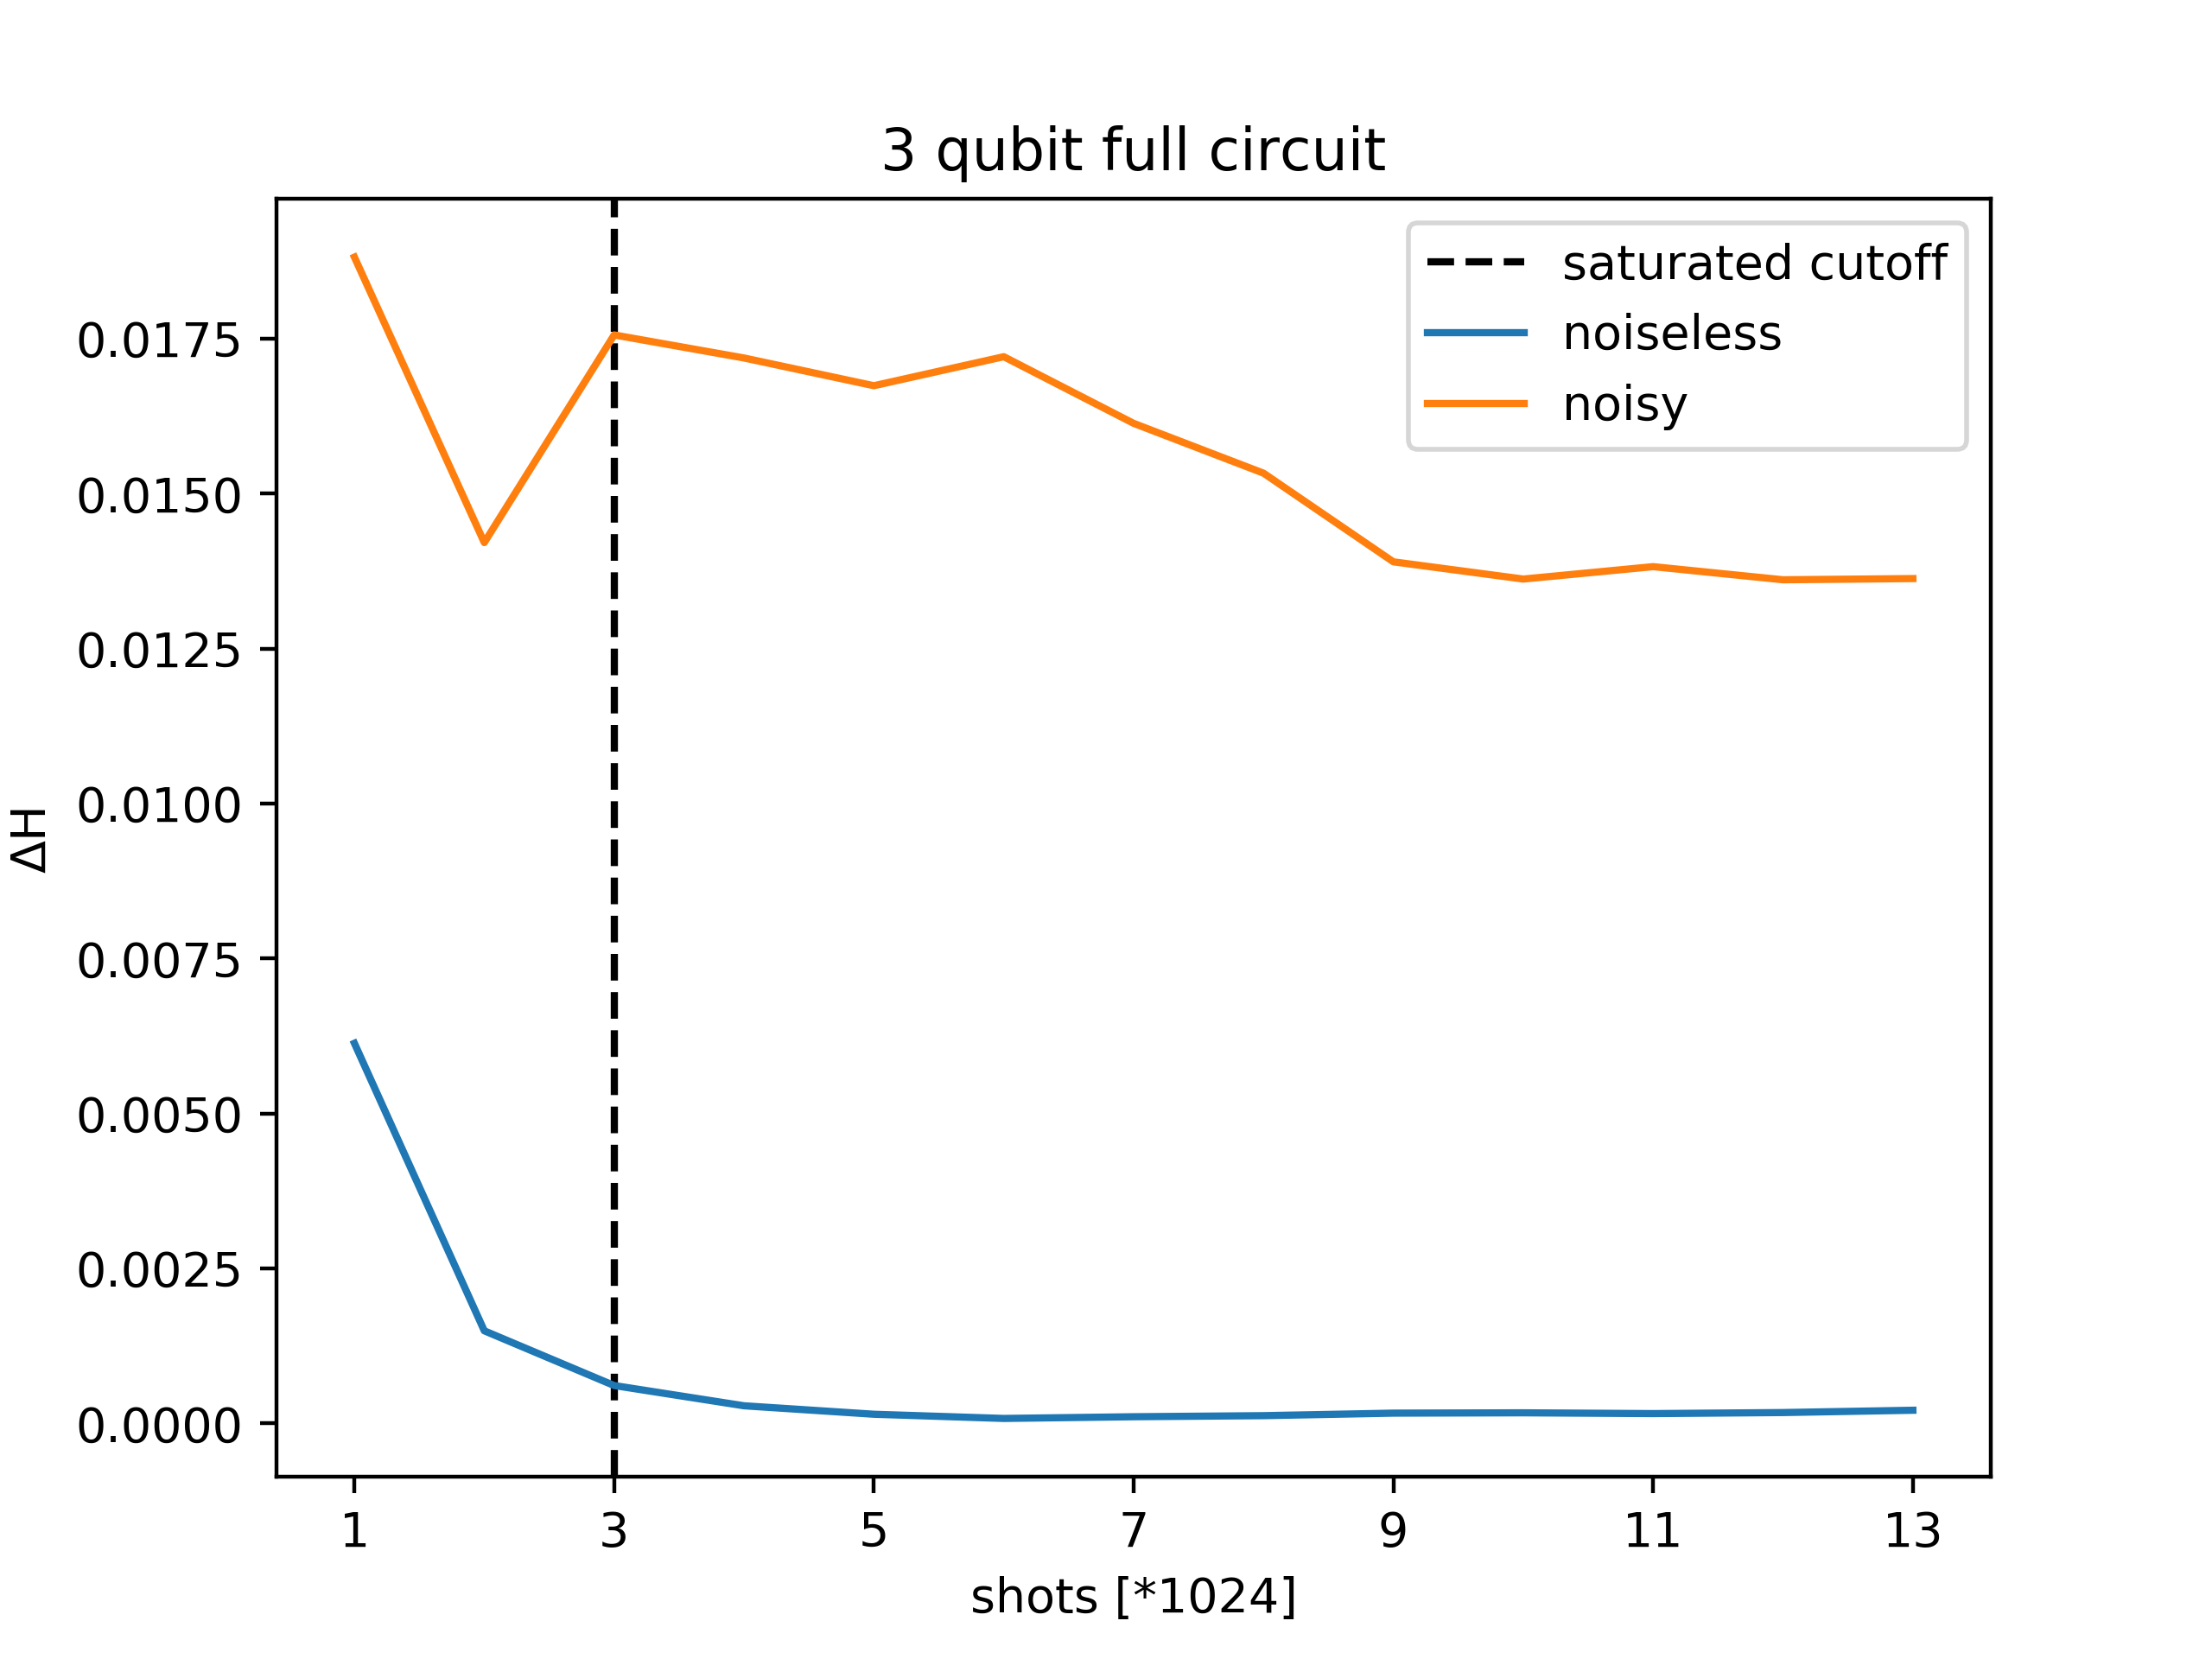 3 qubit full circuit
saturated cutoff
noiseless
noisy
0.0175
0.0150
0.0125
0.0100
0.0075
0.0050
0.0025
0.0000
ΔH
1 3 5 7 9 11 13
shots [*1024]